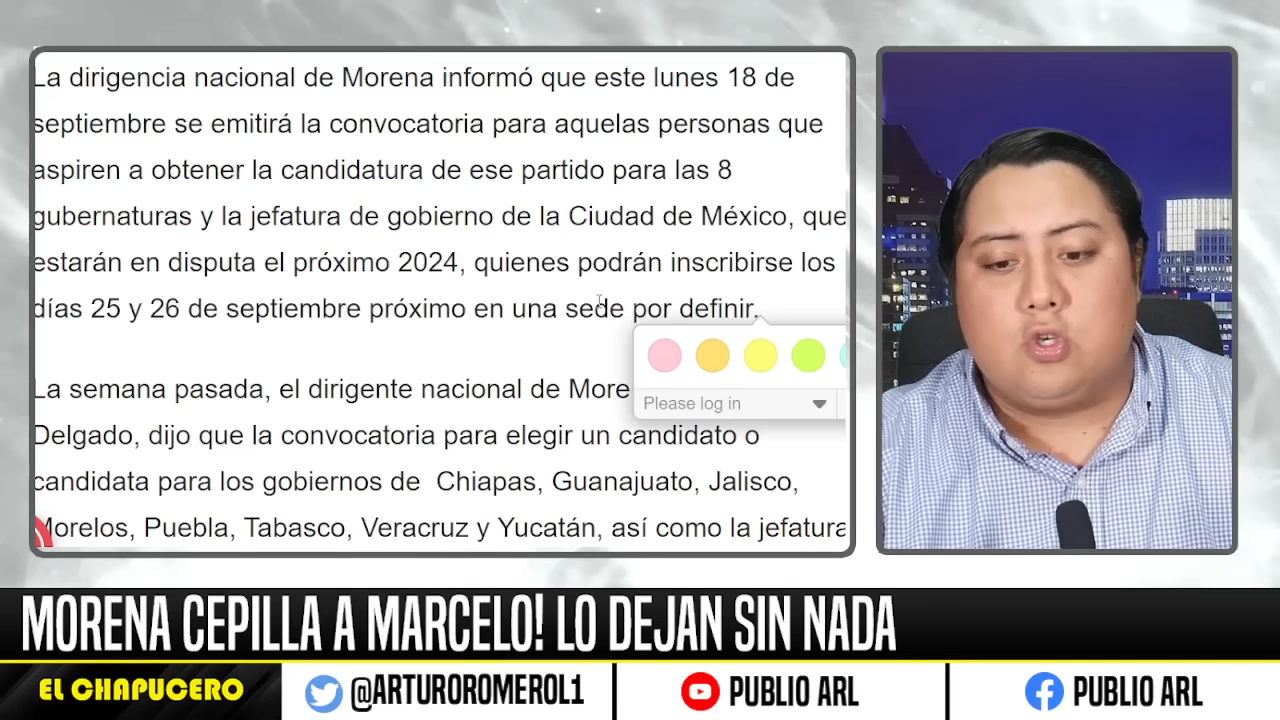 La dirigencia nacional de Morena informó que este lunes 18 de
septiembre se emitirá la convocatoria para aquelas personas que
aspiren a obtener la candidatura de ese partido para las 8
gubernaturas y la jefatura de gobierno de la Ciudad de México, que
estarán en disputa el próximo 2024, quienes podrán inscribirse los
días 25 y 26 de septiembre próximo en una sede por definir.
Please log in
La semana pasada, el dirigente nacional de More
Delgado, dijo que la convocatoria para elegir un candidato o
candidata para los gobiernos de Chiapas, Guanajuato, Jalisco,
Morelos, Puebla, Tabasco, Veracruz y Yucatán, así como la jefatura
MORENA CEPILLA A MARCELO! LO DEJAN SIN NADA
EL CHAPUCERO
@ARTUROROMEROL1
PUBLIO ARL
PUBLIO ARL